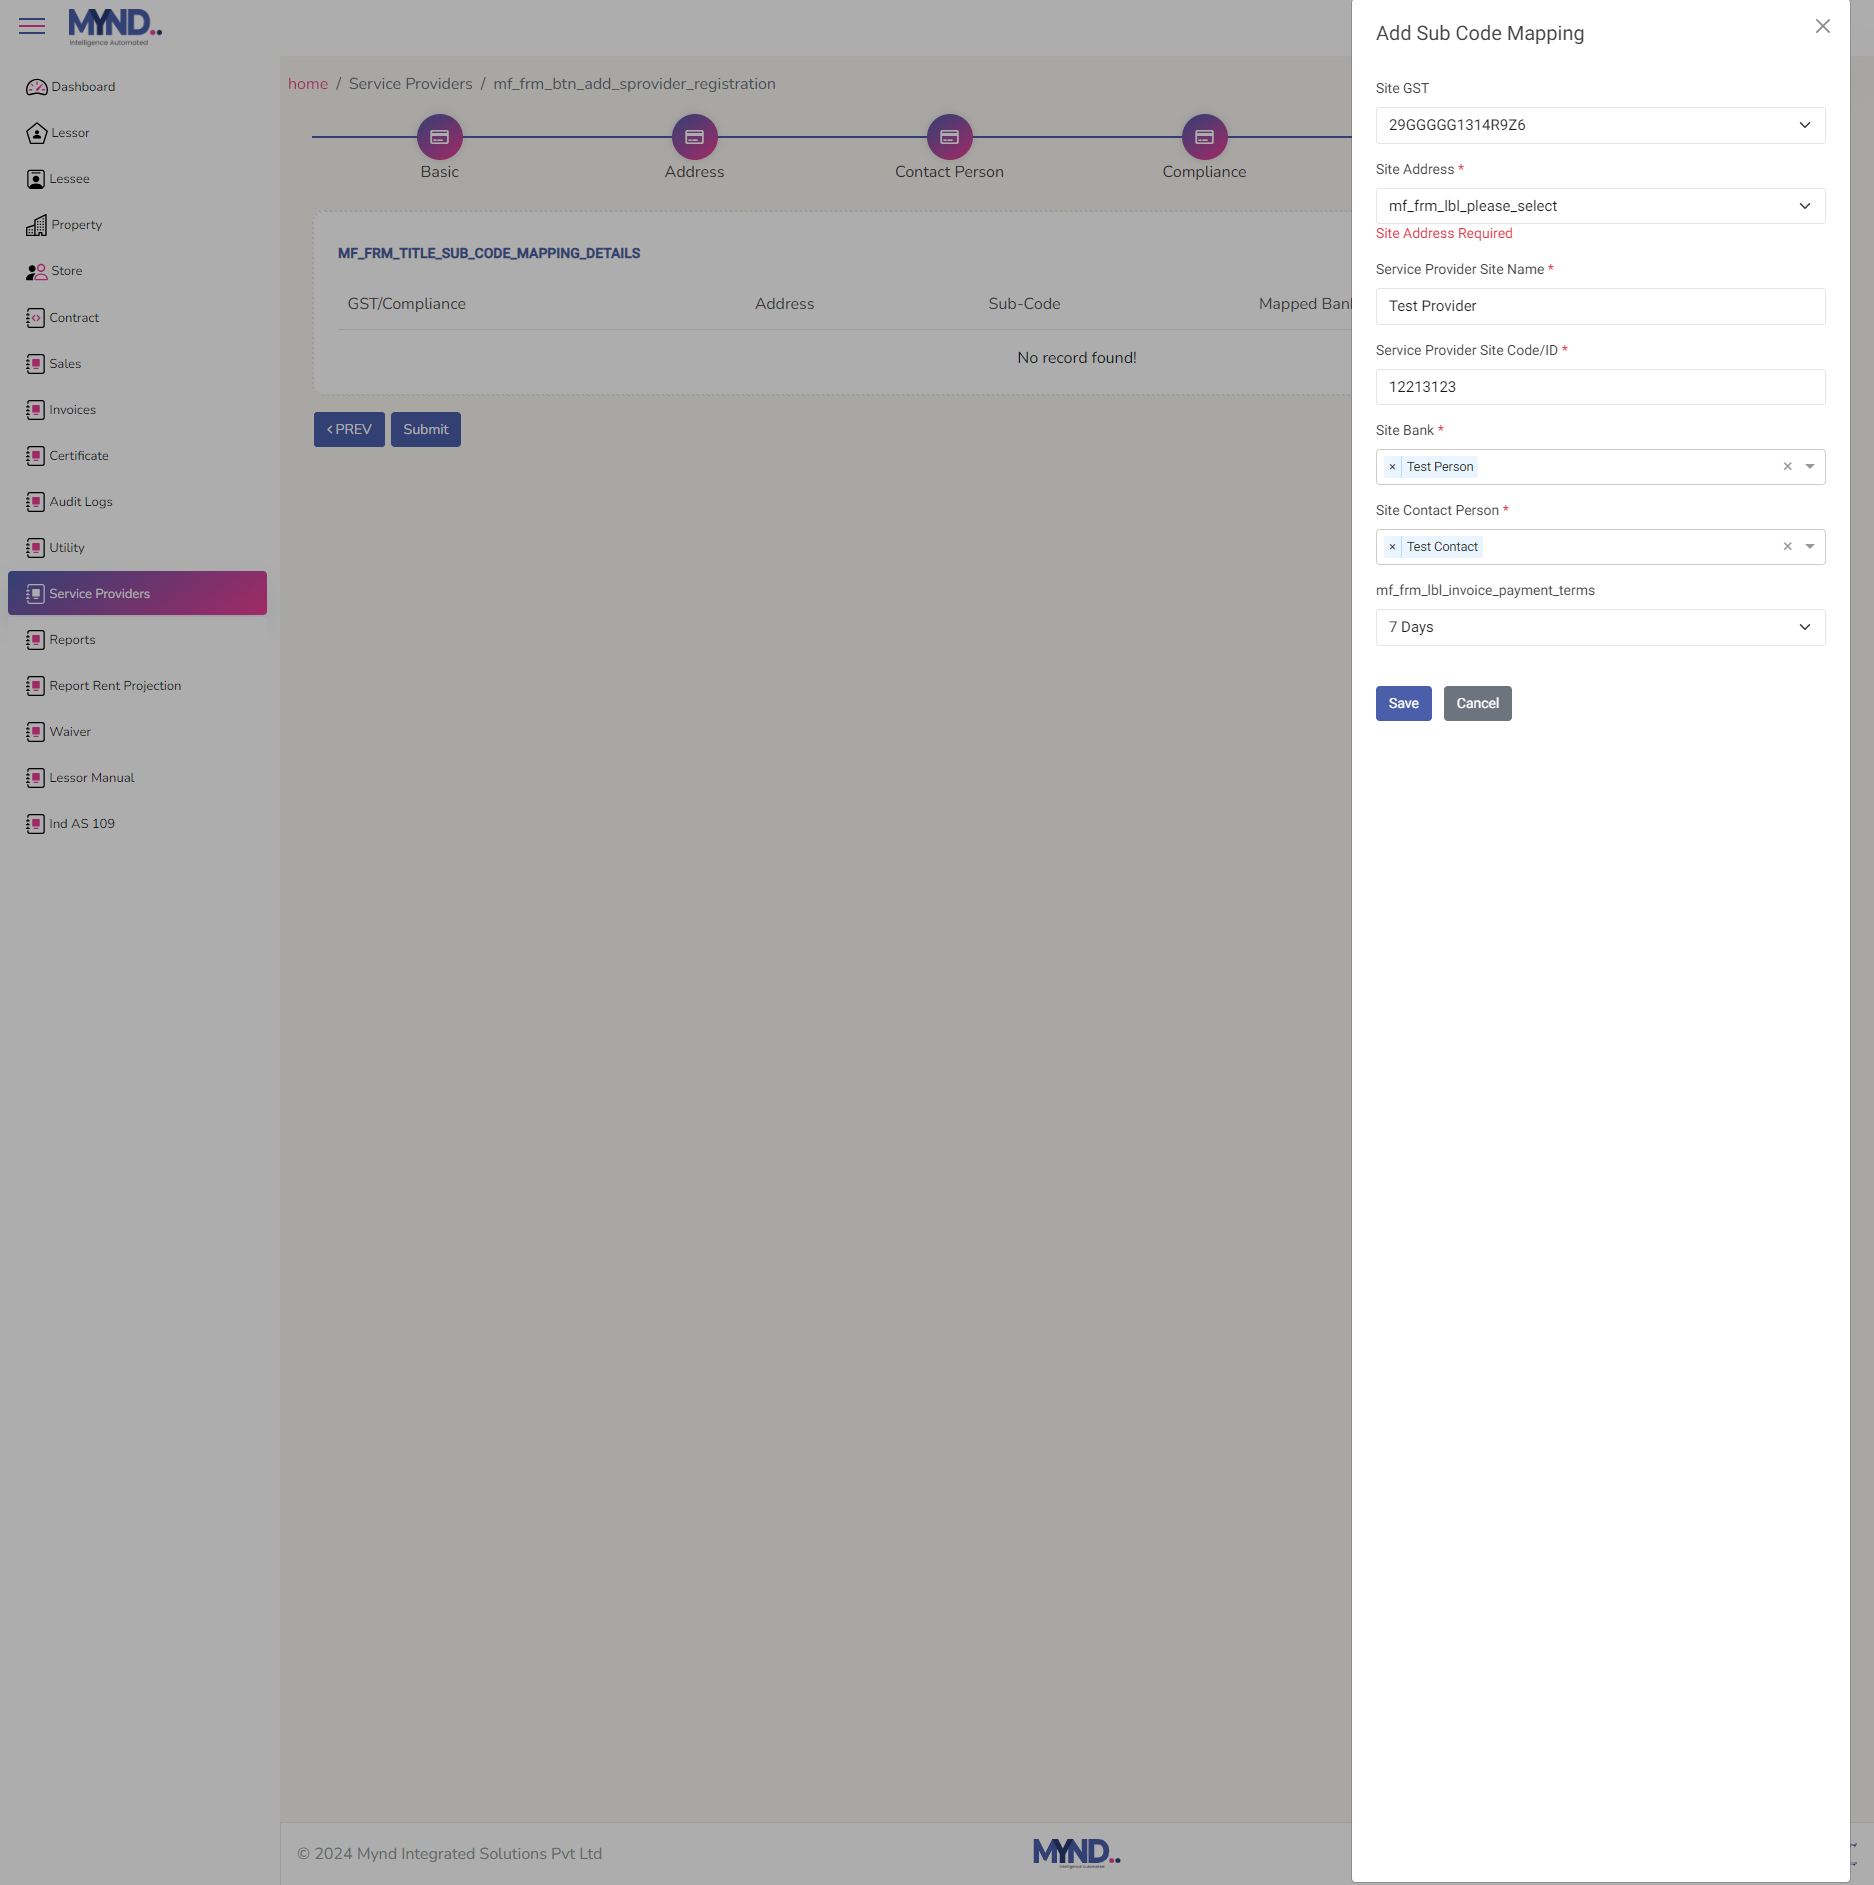 MYND..
Intelligence Automated
Dashboard
Lessor
Lessee
Property
Store
Contract
Sales
Invoices
Certificate
Audit Logs
Utility
Service Providers
Reports
Report Rent Projection
Waiver
Lessor Manual
Ind AS 109
home / Service Providers / mf_frm_btn_add_sprovider_registration
Basic
Address
Contact Person
Compliance
MF_FRM_TITLE_SUB_CODE_MAPPING_DETAILS
GST/Compliance Address Sub-Code Mapped Ban
No record found!
PREV
Submit
© 2024 Mynd Integrated Solutions Pvt Ltd
MYND..
Intelligence Automated
Add Sub Code Mapping
Site GST
29GGGGG1314R9Z6
Site Address *
mf_frm_lbl_please_select
Site Address Required
Service Provider Site Name *
Test Provider
Service Provider Site Code/ID *
12213123
Site Bank *
× Test Person
Site Contact Person *
× Test Contact
mf_frm_lbl_invoice_payment_terms
7 Days
Save
Cancel